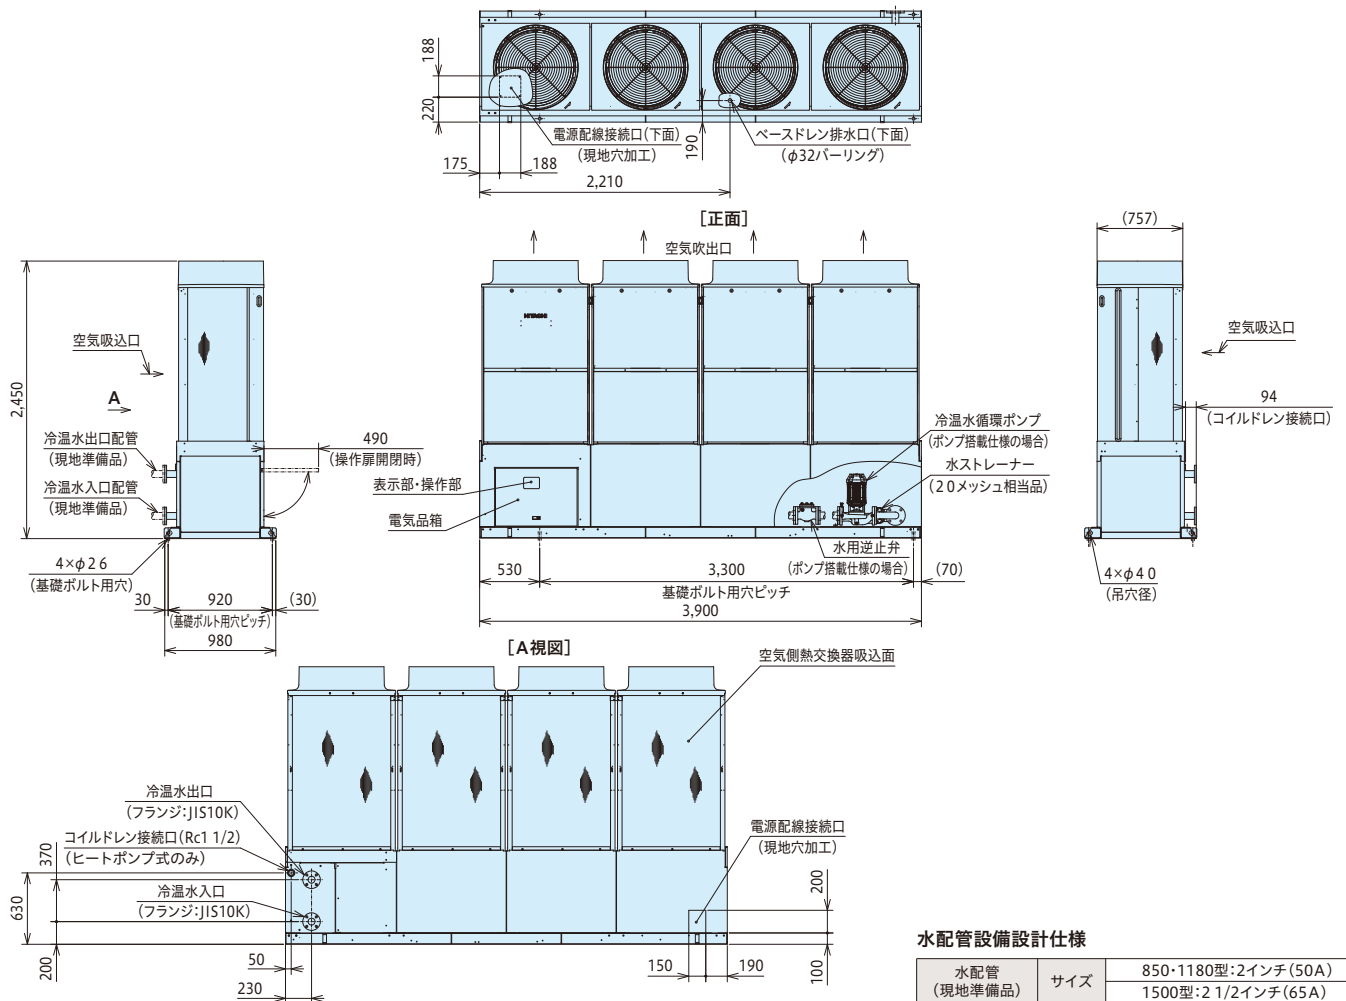 188
220
175
188
電源配線接続口(下面)
(現地穴加工)
190
ベースドレン排水口(下面)
(φ32バーリング)
2,210
[正面]
空気吹出口
HITACHI
2,450
空気吸込口
A
冷温水出口配管
(現地準備品)
冷温水入口配管
(現地準備品)
490
(操作扉開閉時)
4×φ26
(基礎ボルト用穴)
30
920
(30)
(基礎ボルト用穴ピッチ)
980
表示部・操作部
電気品箱
冷温水循環ポンプ
(ポンプ搭載仕様の場合)
水ストレーナー
(20メッシュ相当品)
水用逆止弁
(ポンプ搭載仕様の場合)
530
3,300
(70)
基礎ボルト用穴ピッチ
3,900
(757)
空気吸込口
94
(コイルドレン接続口)
4×φ40
(吊穴径)
[A視図]
空気側熱交換器吸込面
冷温水出口
(フランジ:JIS10K)
コイルドレン接続口(Rc1 1/2)
(ヒートポンプ式のみ)
冷温水入口
(フランジ:JIS10K)
370
630
200
50
230
電源配線接続口
(現地穴加工)
200
100
150
190
水配管設備設計仕様
水配管
(現地準備品)
サイズ
850・1180型:2インチ(50A)
1500型:2 1/2インチ(65A)